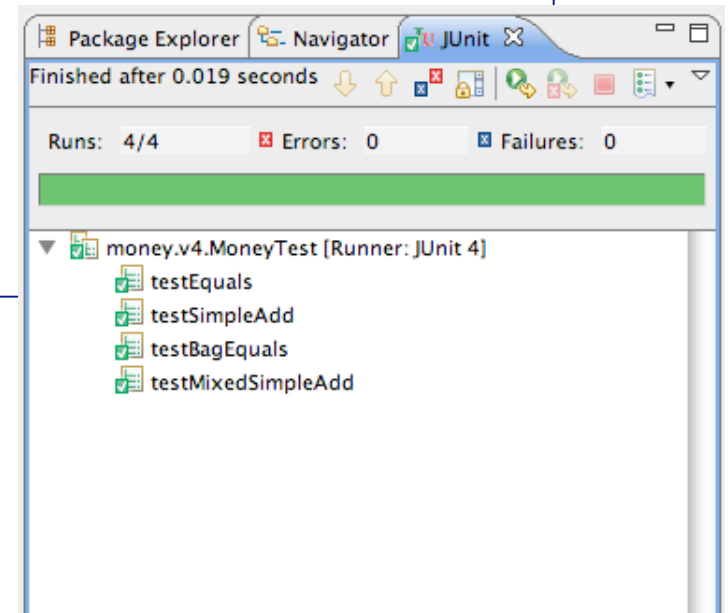 Package Explorer Navigator JUnit
Finished after 0.019 seconds
Runs: 4/4 Errors: 0 Failures: 0
money.v4.MoneyTest [Runner: JUnit 4]
testEquals
testSimpleAdd
testBagEquals
testMixedSimpleAdd